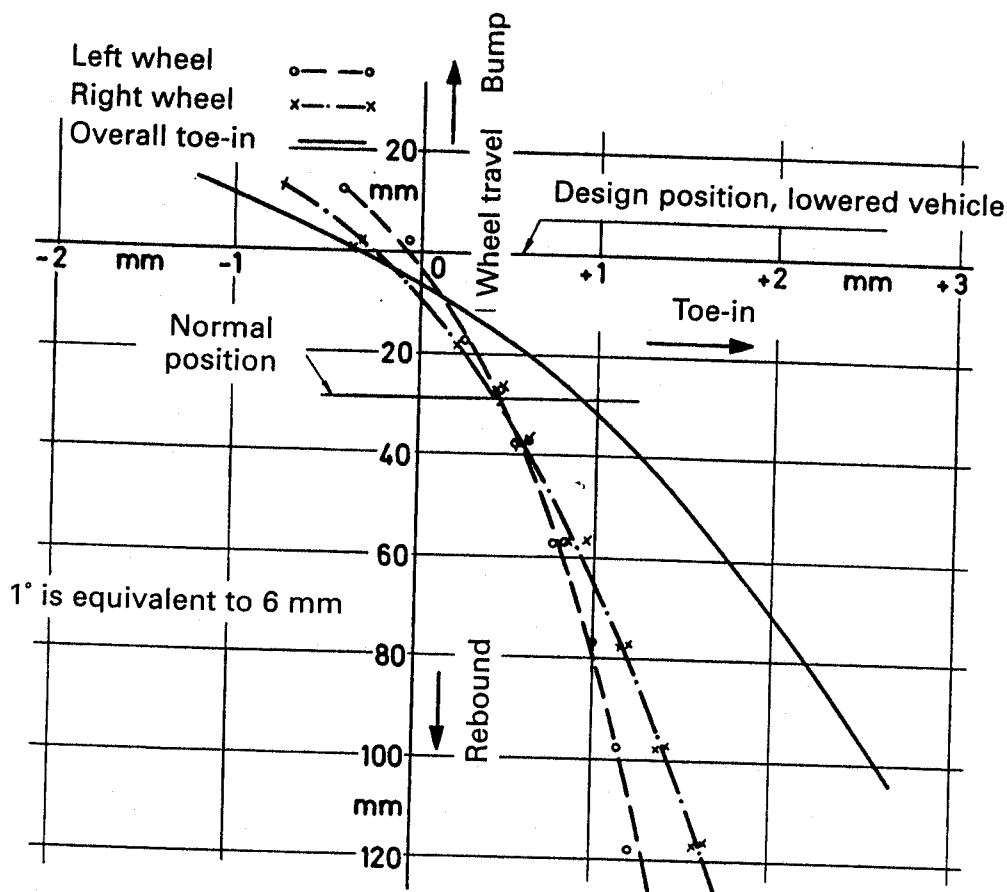 Left wheel
Right wheel
Overall toe-in
Bump
Wheel travel
20
mm
Design position, lowered vehicle
-2
mm
-1
0
+1
+2
mm
+3
Toe-in
Normal
position
20
40
60
1° is equivalent to 6 mm
80
Rebound
100
mm
120